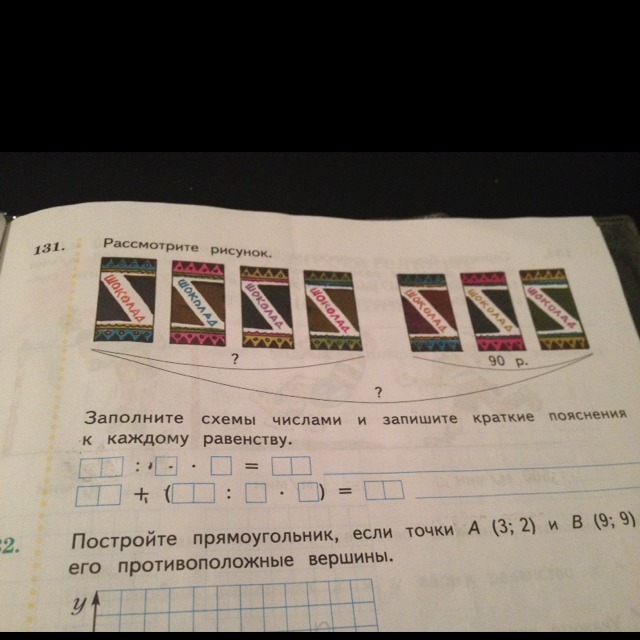 131. Рассмотрите рисунок.
ШОКОЛАД ШОКОЛАД ШОКОЛАД ШОКОЛАД ШОКОЛАД ШОКОЛАД ШОКОЛАД
? 90 р.
?
Заполните схемы числами и запишите краткие пояснения
к каждому равенству.
: · =
+ ( : · ) =
2. Постройте прямоугольник, если точки A (3; 2) и B (9; 9)
его противоположные вершины.
y